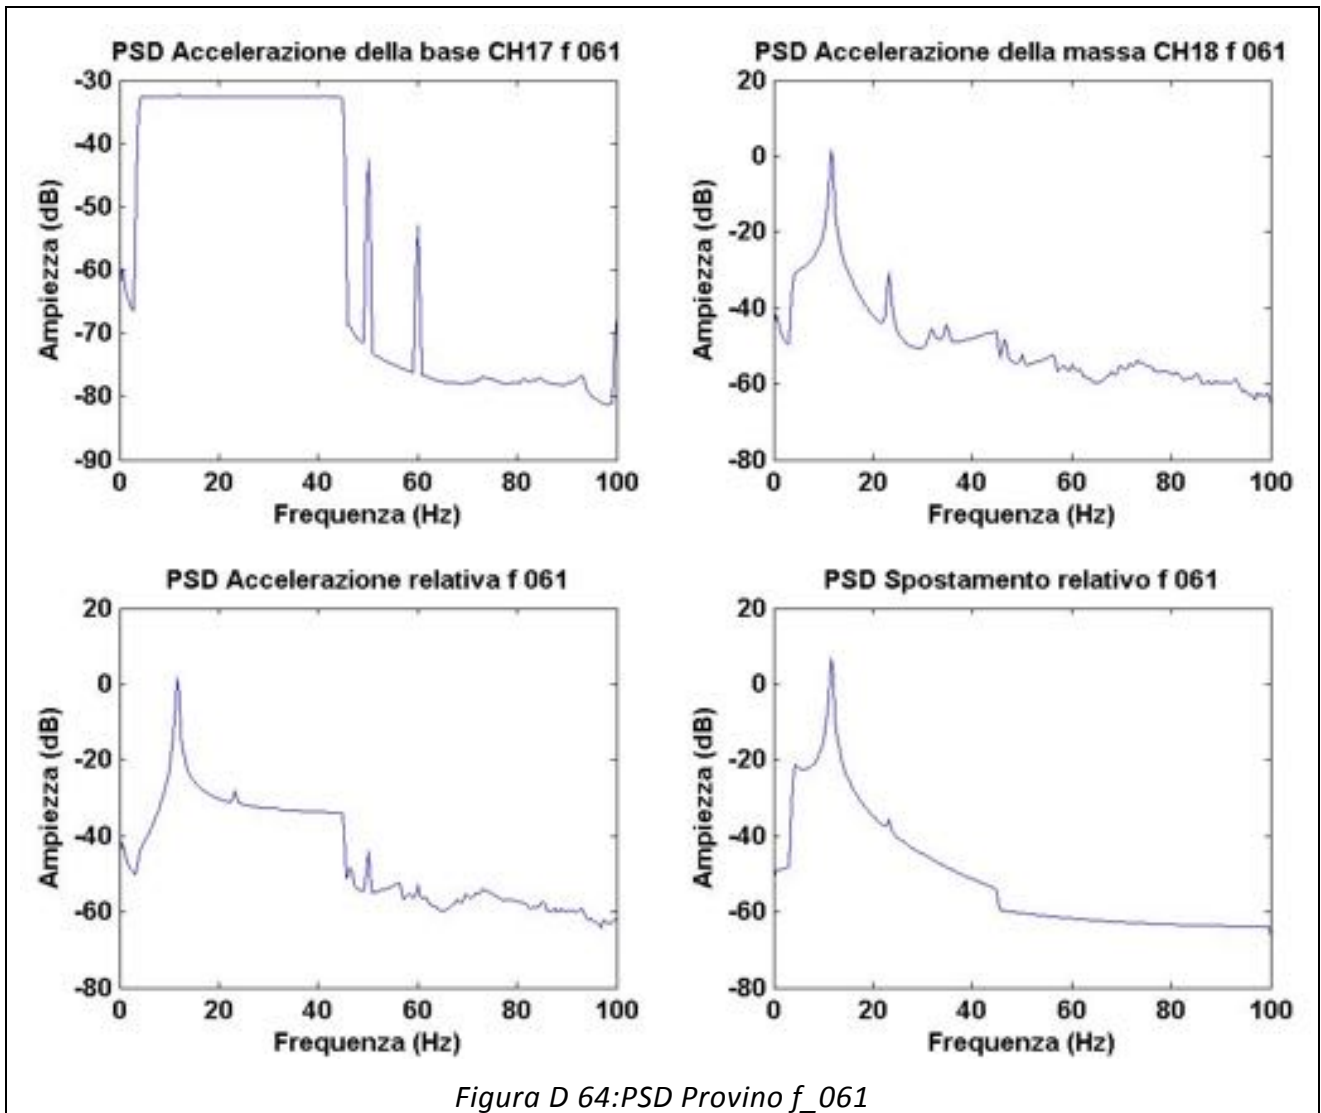 PSD Accelerazione della base CH17 f 061
-30
-40
-50
-60
-70
-80
-90
Ampiezza (dB)
0 20 40 60 80 100
Frequenza (Hz)
PSD Accelerazione della massa CH18 f 061
20
0
-20
-40
-60
-80
Ampiezza (dB)
0 20 40 60 80 100
Frequenza (Hz)
PSD Accelerazione relativa f 061
20
0
-20
-40
-60
-80
Ampiezza (dB)
0 20 40 60 80 100
Frequenza (Hz)
PSD Spostamento relativo f 061
20
0
-20
-40
-60
-80
Ampiezza (dB)
0 20 40 60 80 100
Frequenza (Hz)
Figura D 64:PSD Provino f_061